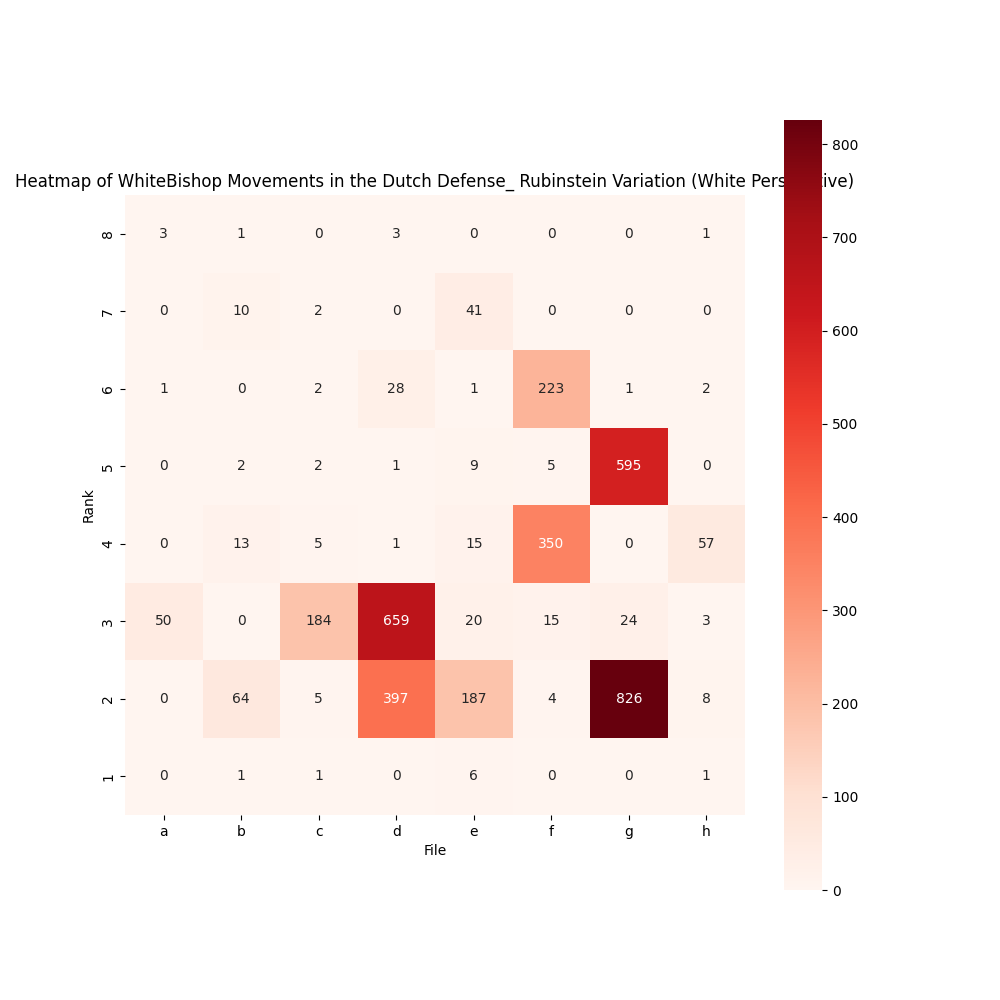 Heatmap of WhiteBishop Movements in the Dutch Defense_ Rubinstein Variation (White Perspective)
8 3 1 0 3 0 0 0 1
7 0 10 2 0 41 0 0 0
6 1 0 2 28 1 223 1 2
5 0 2 2 1 9 5 595 0
4 0 13 5 1 15 350 0 57
3 50 0 184 659 20 15 24 3
2 0 64 5 397 187 4 826 8
1 0 1 1 0 6 0 0 1
a b c d e f g h
Rank
File
800
700
600
500
400
300
200
100
0